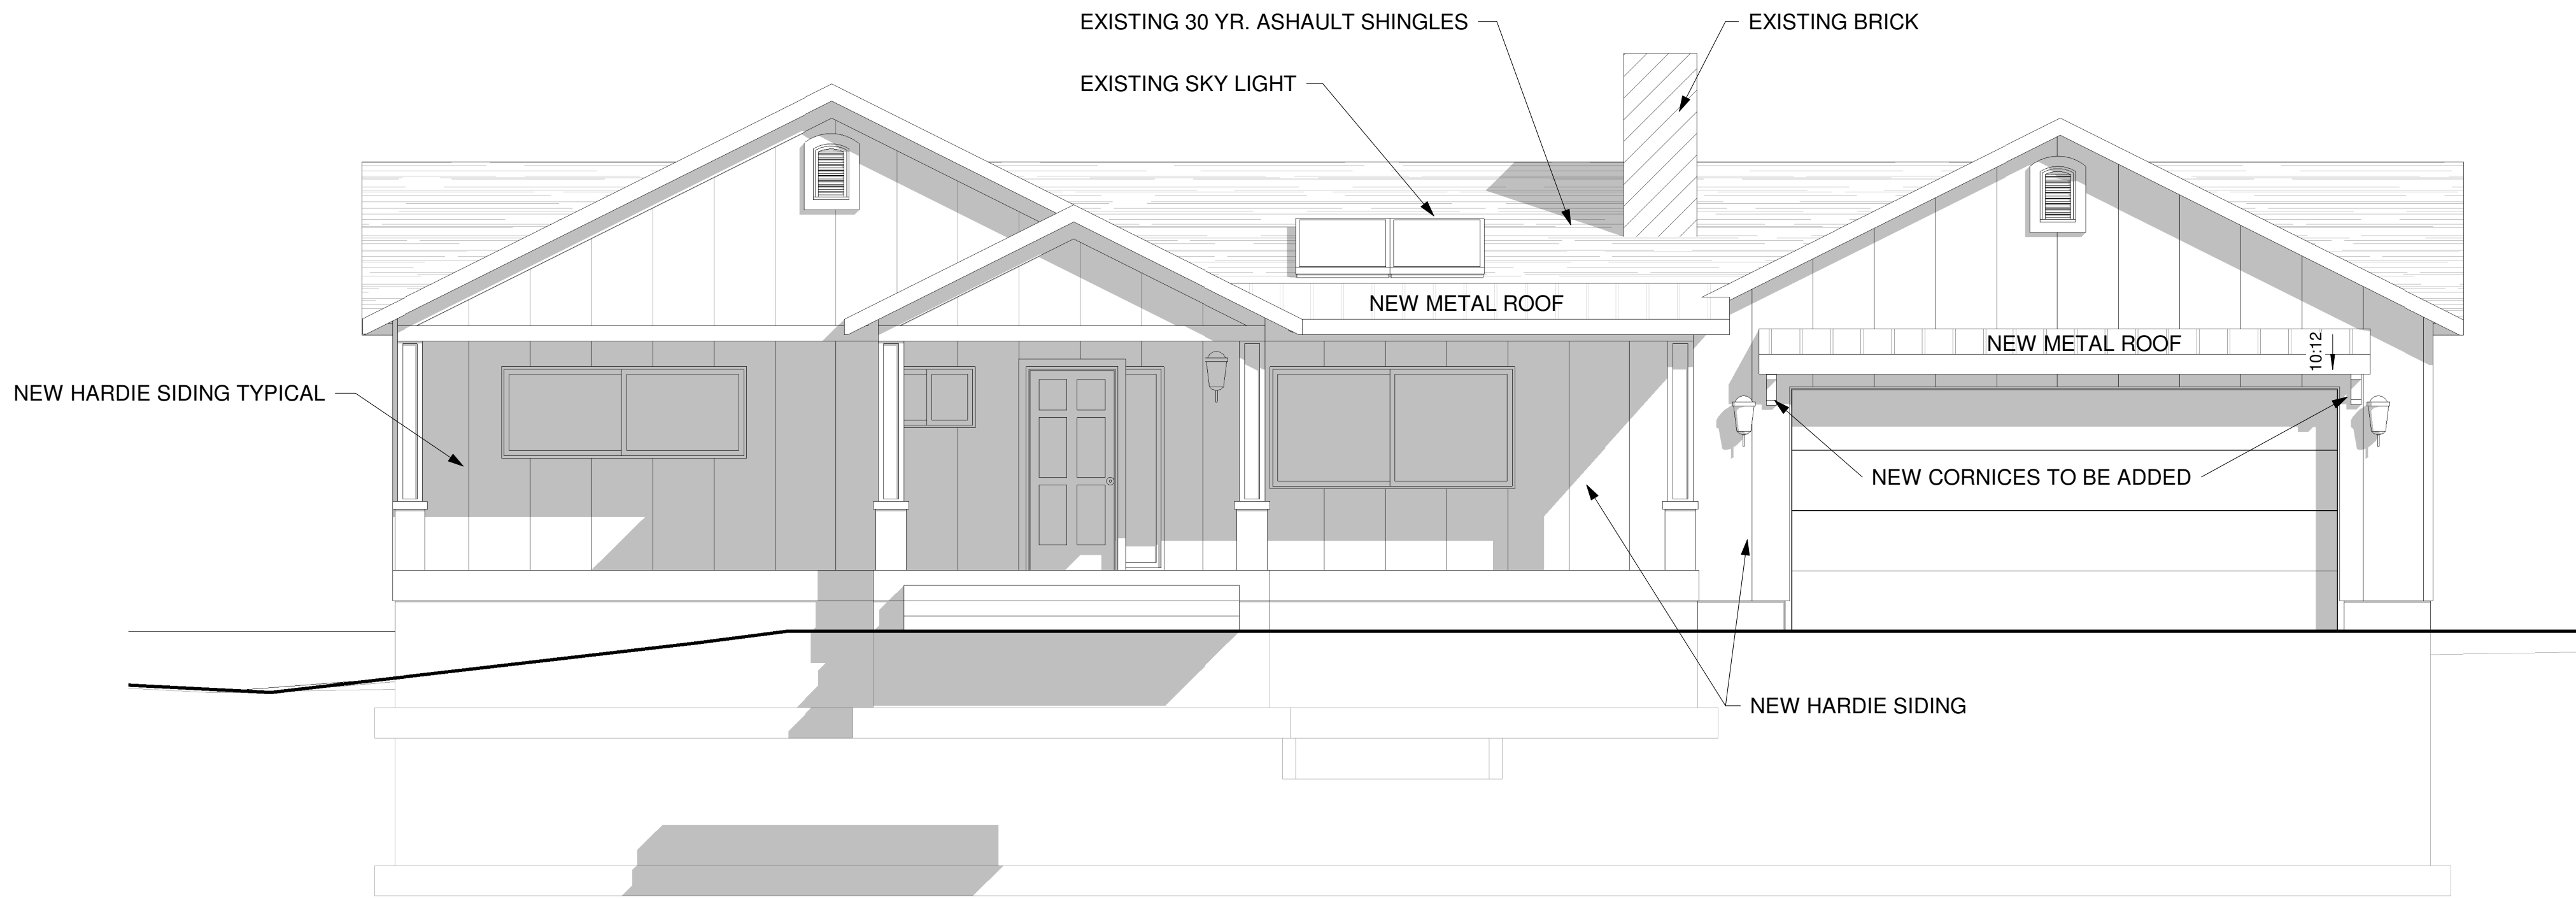 EXISTING 30 YR. ASHAULT SHINGLES
EXISTING BRICK
EXISTING SKY LIGHT
NEW METAL ROOF
NEW METAL ROOF
10:12
NEW HARDIE SIDING TYPICAL
NEW CORNICES TO BE ADDED
NEW HARDIE SIDING